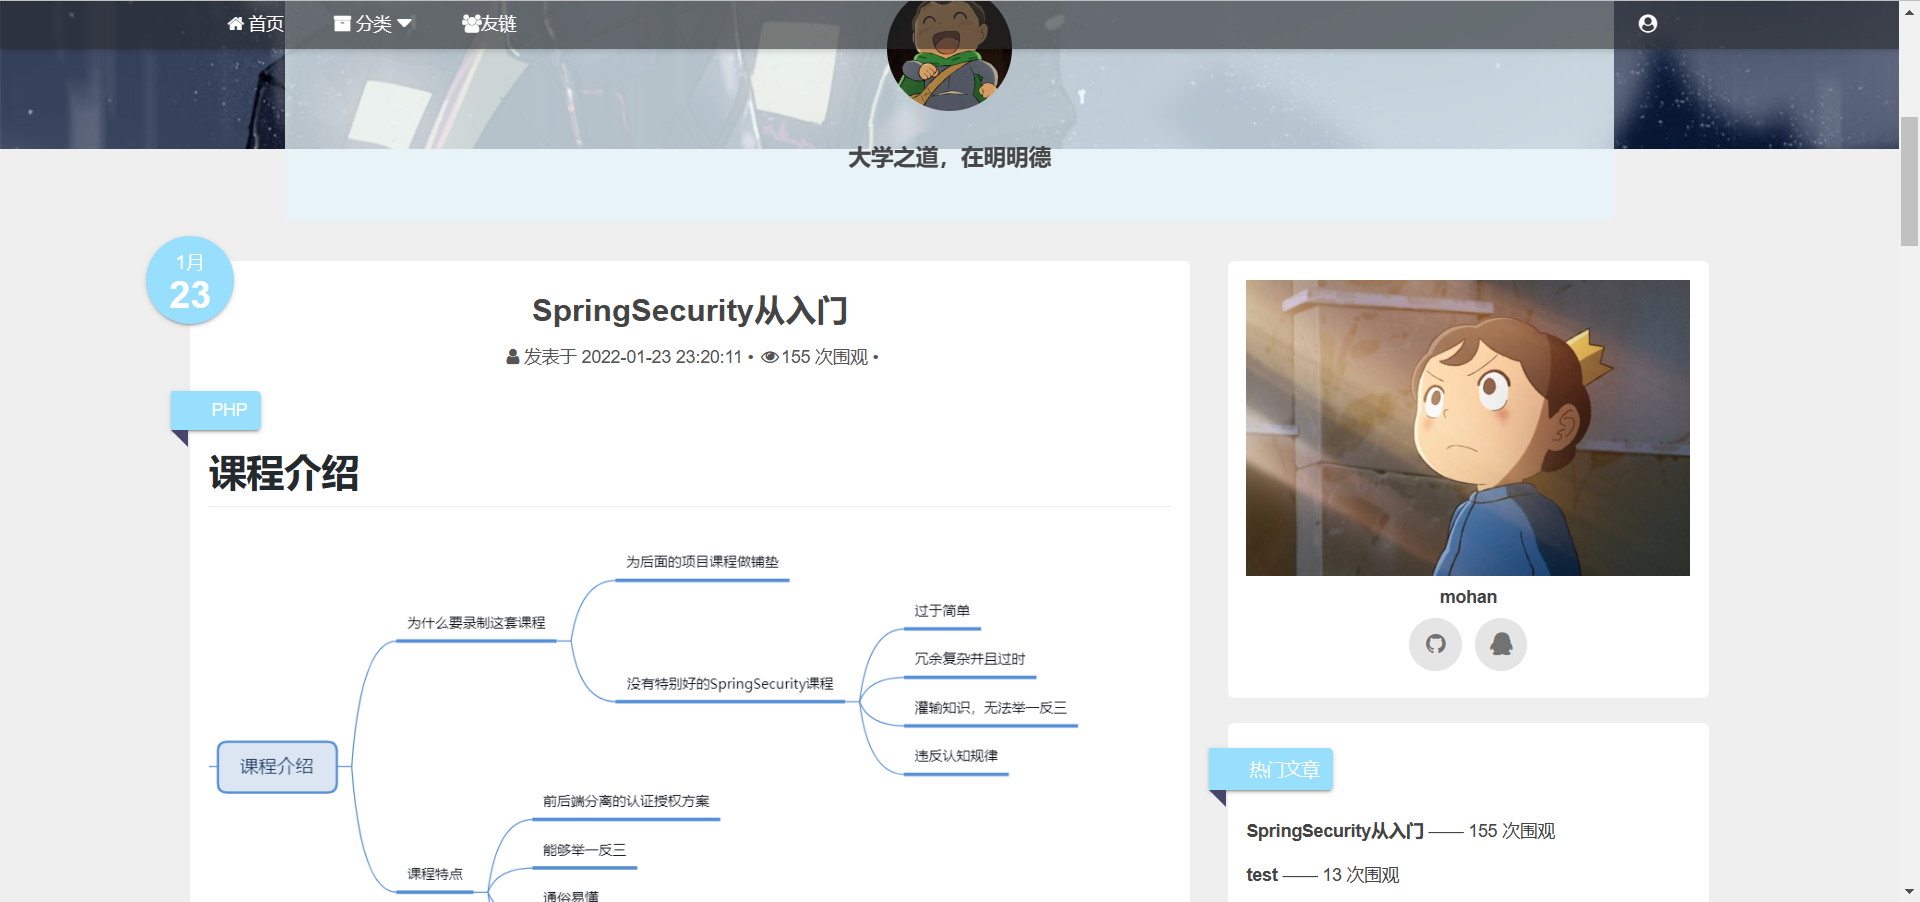 首页 分类 友链
大学之道，在明明德
1月
23
SpringSecurity从入门
发表于 2022-01-23 23:20:11 • 155 次围观 •
PHP
课程介绍
为后面的项目课程做铺垫
为什么要录制这套课程
过于简单
冗余复杂并且过时
没有特别好的SpringSecurity课程
灌输知识，无法举一反三
违反认知规律
课程介绍
前后端分离的认证授权方案
能够举一反三
课程特点
通俗易懂
mohan
热门文章
SpringSecurity从入门 —— 155 次围观
test —— 13 次围观